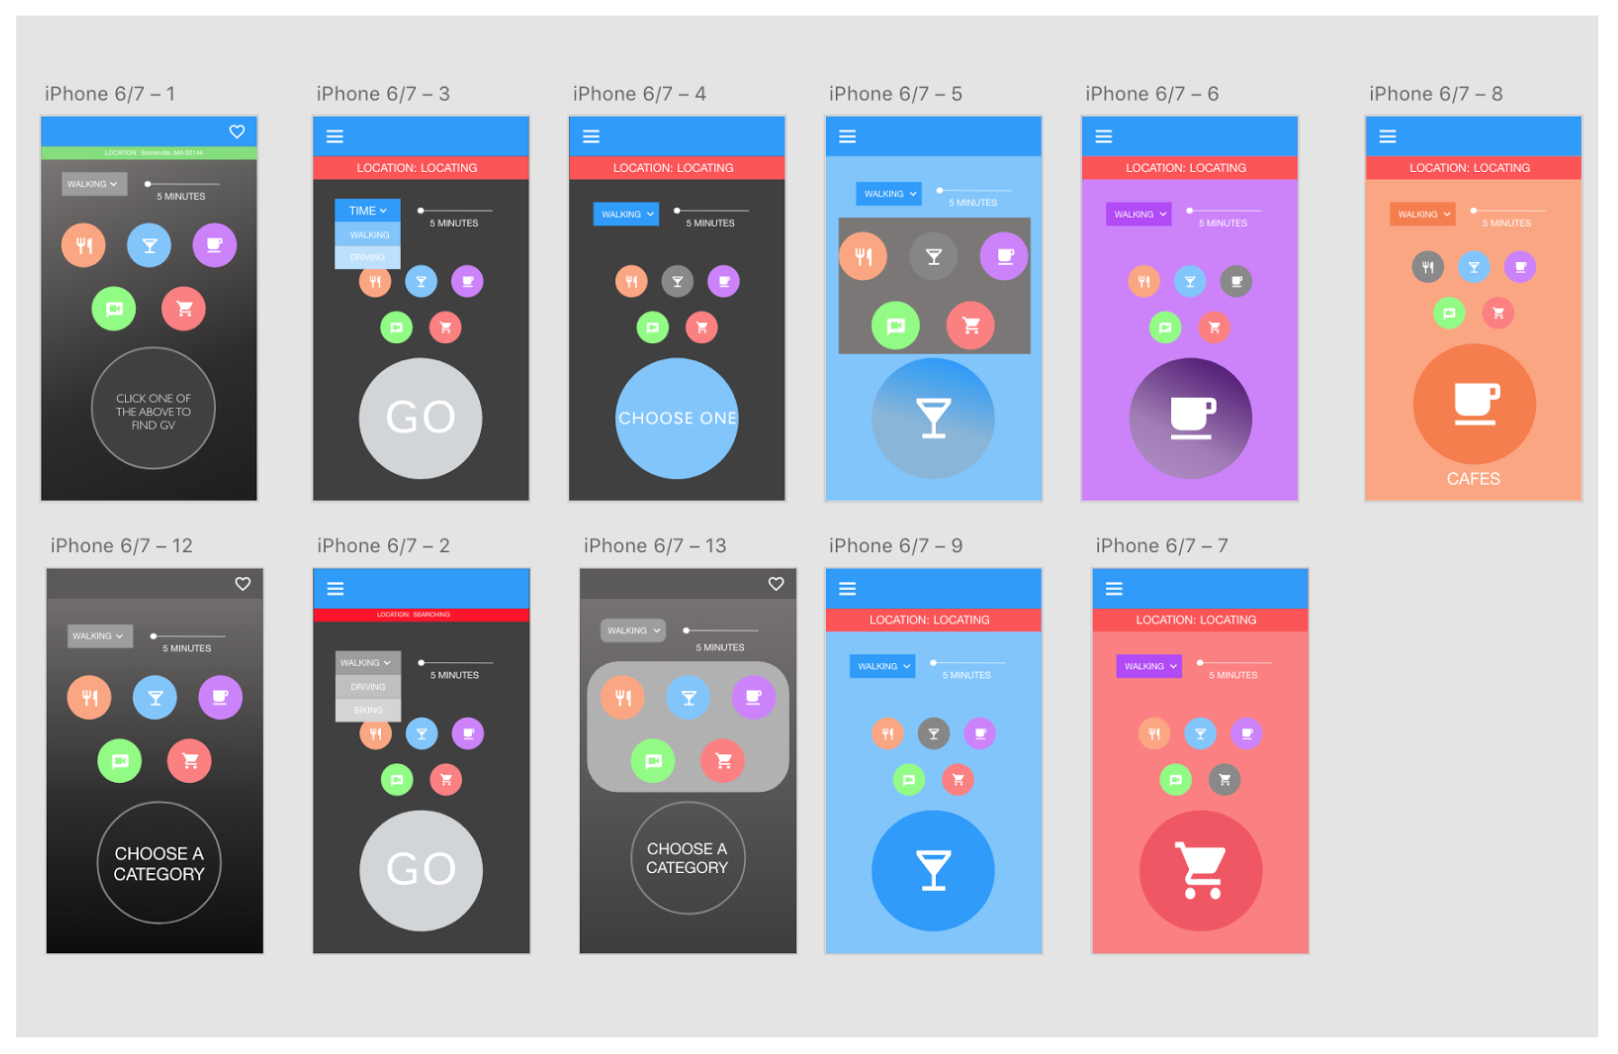 iPhone 6/7 – 1
LOCATION: Somerville, MA 02144
WALKING
5 MINUTES
CLICK ONE OF
THE ABOVE TO
FIND GV
iPhone 6/7 – 3
LOCATION: LOCATING
TIME
WALKING
DRIVING
5 MINUTES
GO
iPhone 6/7 – 4
LOCATION: LOCATING
WALKING
5 MINUTES
CHOOSE ONE
iPhone 6/7 – 5
LOCATION: LOCATING
WALKING
5 MINUTES
iPhone 6/7 – 6
LOCATION: LOCATING
WALKING
5 MINUTES
iPhone 6/7 – 8
LOCATION: LOCATING
WALKING
5 MINUTES
CAFES
iPhone 6/7 – 12
WALKING
5 MINUTES
CHOOSE A
CATEGORY
iPhone 6/7 – 2
LOCATION: SEARCHING
WALKING
DRIVING
BIKING
5 MINUTES
GO
iPhone 6/7 – 13
WALKING
5 MINUTES
CHOOSE A
CATEGORY
iPhone 6/7 – 9
LOCATION: LOCATING
WALKING
5 MINUTES
iPhone 6/7 – 7
LOCATION: LOCATING
WALKING
5 MINUTES